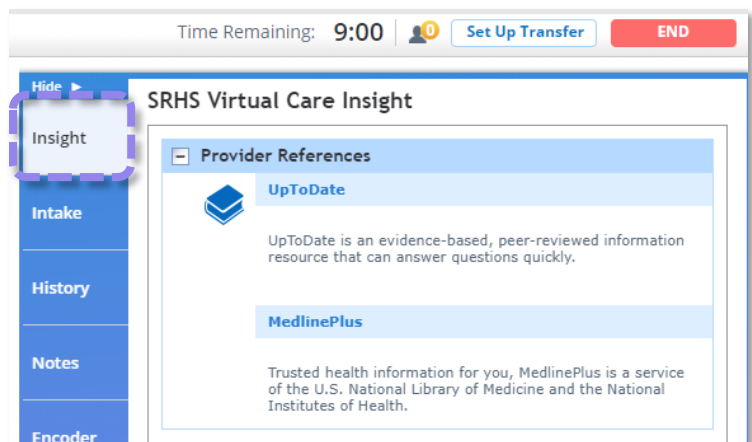 Time Remaining: 9:00 0 Set Up Transfer END
Hide ►
SRHS Virtual Care Insight
Insight
Provider References
UpToDate
Intake
UpToDate is an evidence-based, peer-reviewed information
resource that can answer questions quickly.
History
MedlinePlus
Notes
Trusted health information for you, MedlinePlus is a service
of the U.S. National Library of Medicine and the National
Institutes of Health.
Encoder